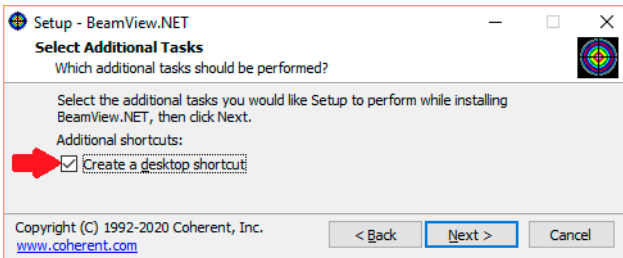 Setup - BeamView.NET
Select Additional Tasks
Which additional tasks should be performed?
Select the additional tasks you would like Setup to perform while installing
BeamView.NET, then click Next.
Additional shortcuts:
Create a desktop shortcut
Copyright (C) 1992-2020 Coherent, Inc.
www.coherent.com
< Back Next > Cancel